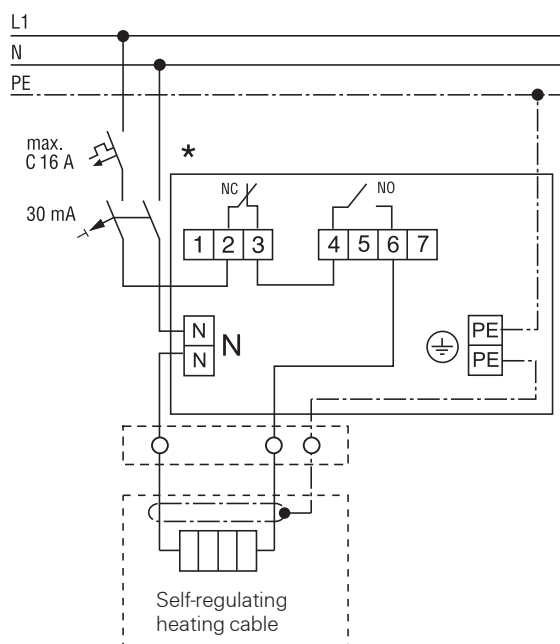 L1
N
PE
max.
C 16 A
*
30 mA
NC
NO
1 2 3
4 5 6 7
N
N
N
PE
PE
Self-regulating
heating cable